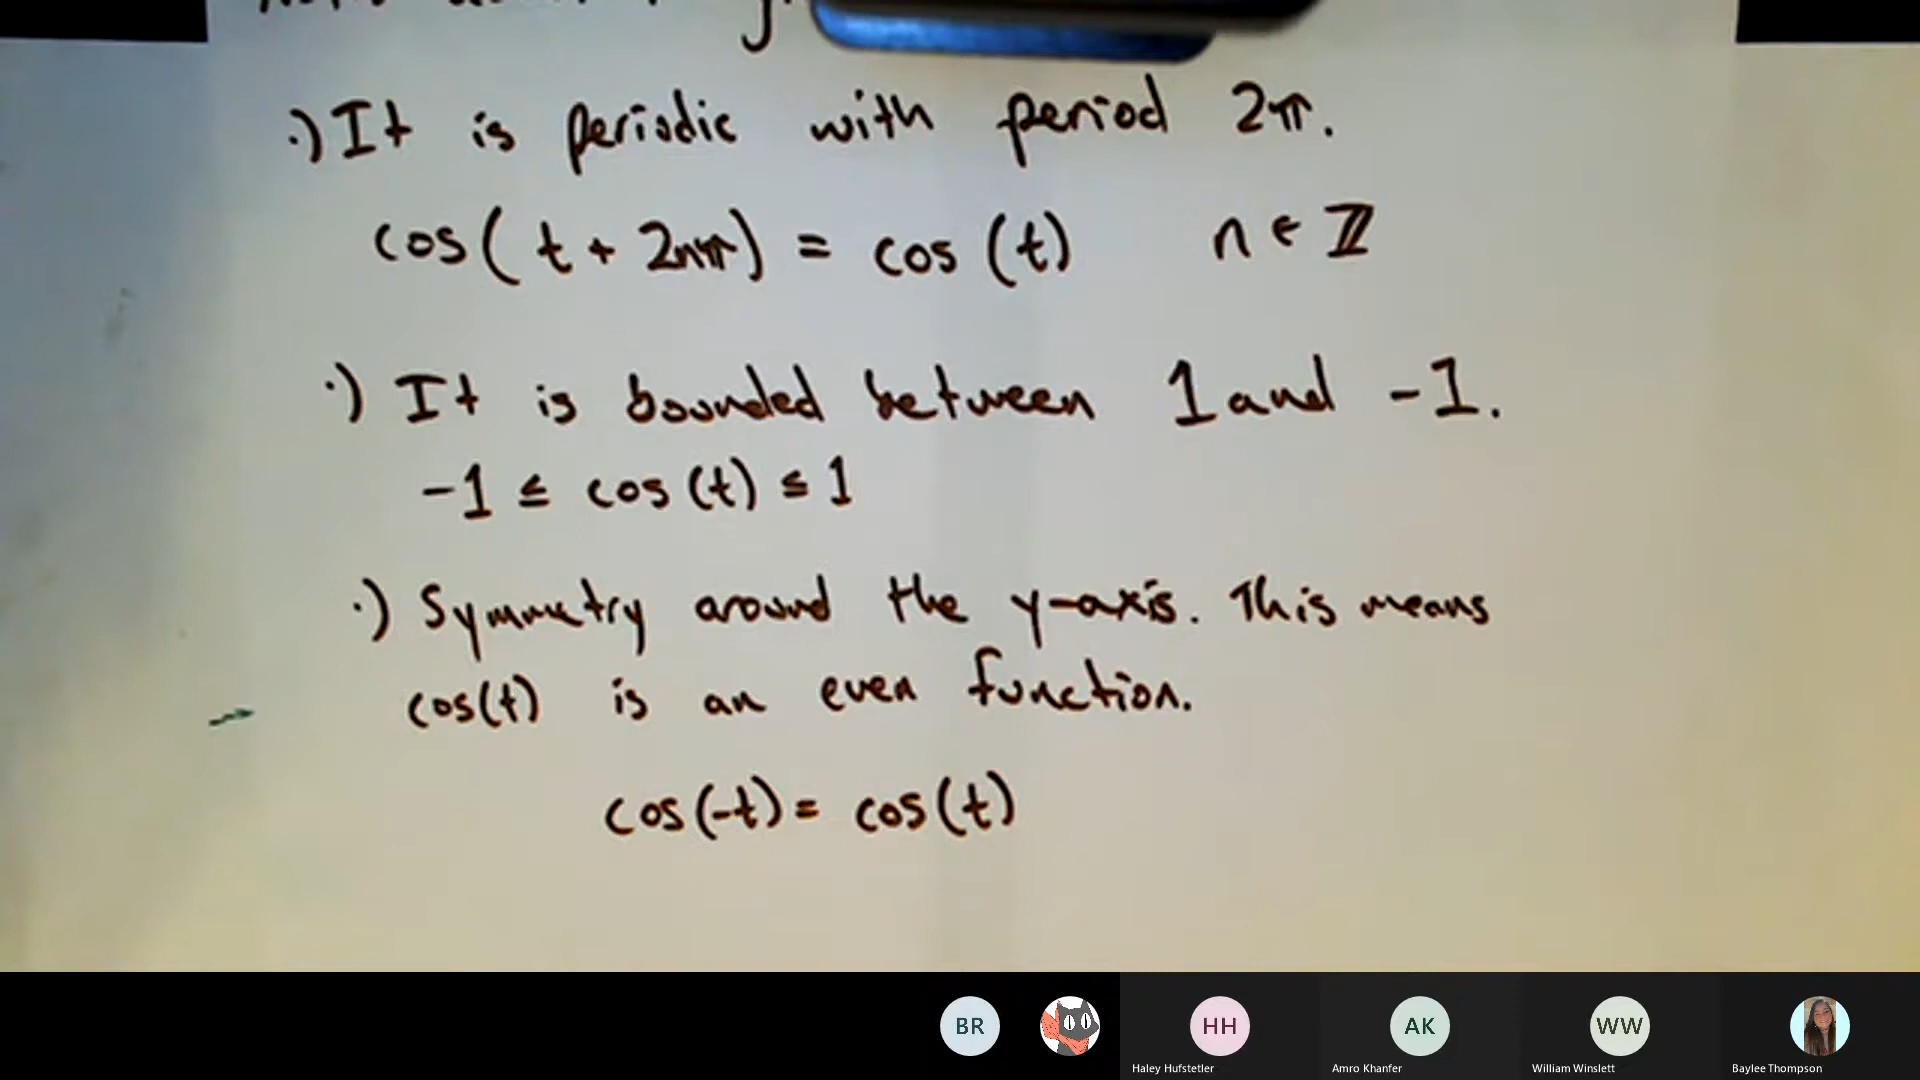 ·) It is periodic with period 2π.
cos(t + 2nπ) = cos(t) n ∈ ℤ
·) It is bounded between 1 and -1.
-1 ≤ cos(t) ≤ 1
·) Symmetry around the y-axis. This means
cos(t) is an even function.
cos(-t) = cos(t)
BR HH AK WW
Haley Hufstetler Amro Khanfer William Winslett Baylee Thompson